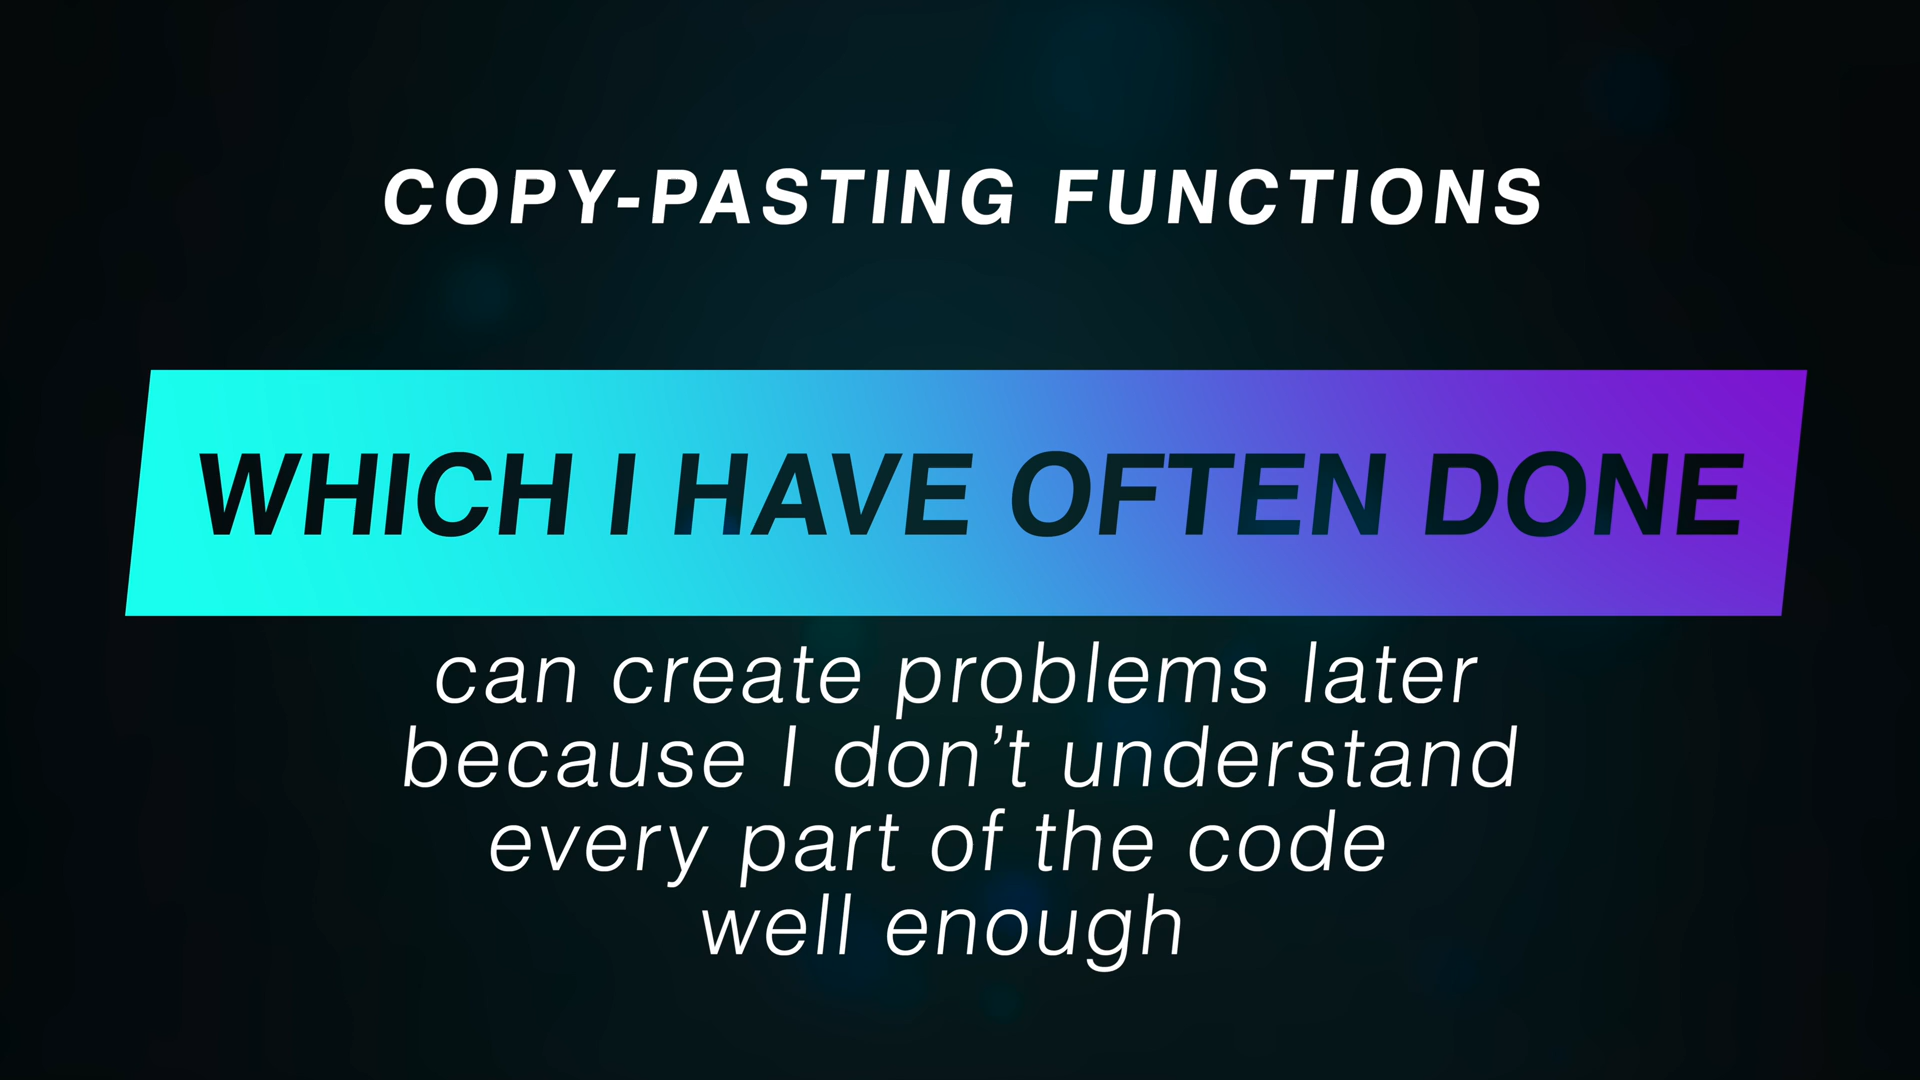 COPY-PASTING FUNCTIONS
WHICH I HAVE OFTEN DONE
can create problems later
because I don’t understand
every part of the code
well enough